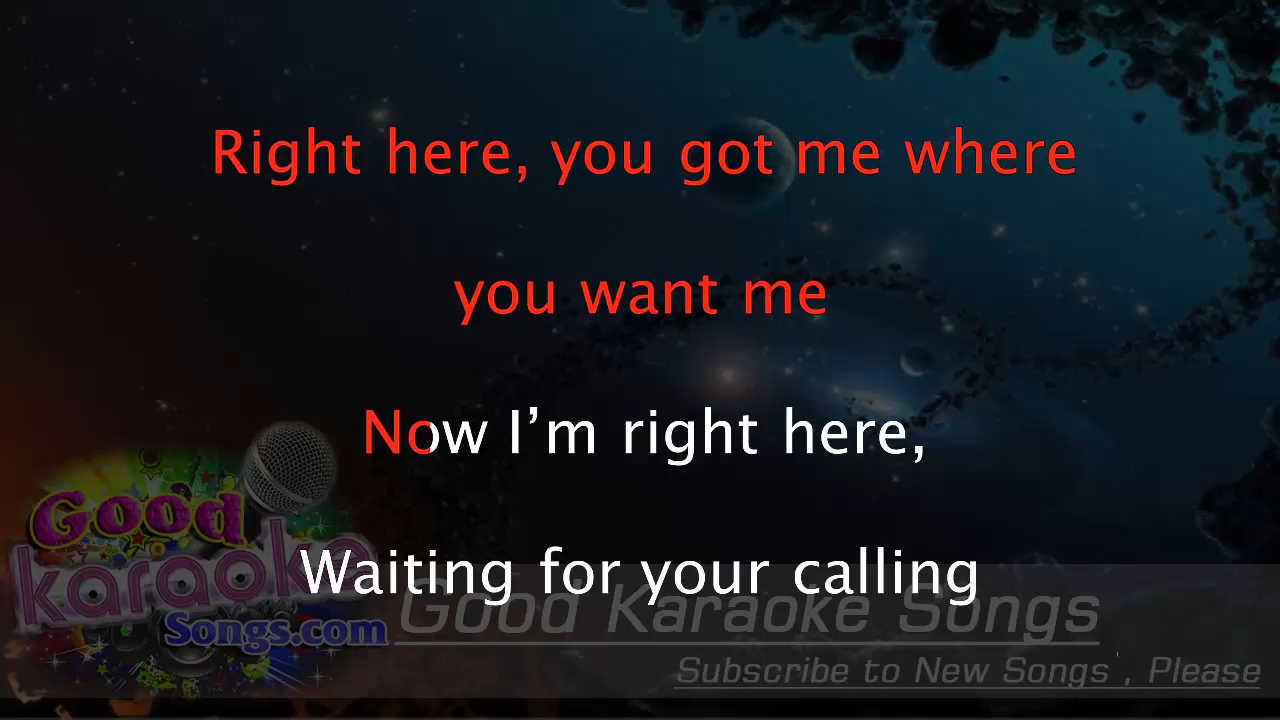 Right here, you got me where
you want me
Now I’m right here,
Waiting for your calling
Good
karaoke
Songs.com
Good Karaoke Songs
Subscribe to New Songs , Please